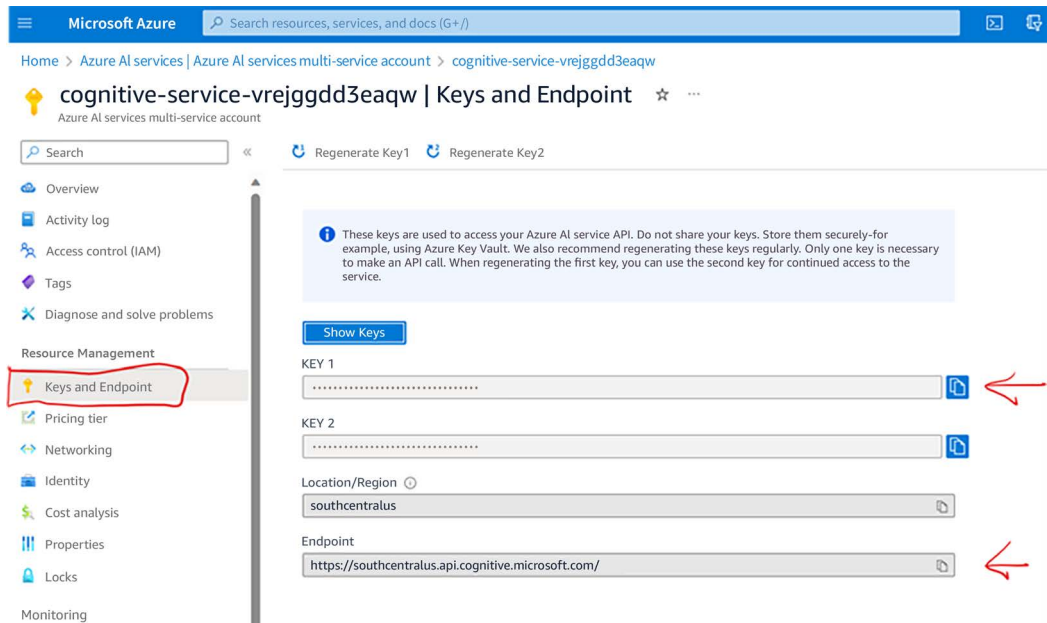 Microsoft Azure
Search resources, services, and docs (G+/)
Home > Azure Al services | Azure Al services multi-service account > cognitive-service-vrejggdd3eaqw
cognitive-service-vrejggdd3eaqw | Keys and Endpoint
Azure Al services multi-service account
Search
Regenerate Key1
Regenerate Key2
Overview
Activity log
Access control (IAM)
Tags
Diagnose and solve problems
Resource Management
Keys and Endpoint
Pricing tier
Networking
Identity
Cost analysis
Properties
Locks
Monitoring
These keys are used to access your Azure Al service API. Do not share your keys. Store them securely-for
example, using Azure Key Vault. We also recommend regenerating these keys regularly. Only one key is necessary
to make an API call. When regenerating the first key, you can use the second key for continued access to the
service.
Show Keys
KEY 1
KEY 2
Location/Region
southcentralus
Endpoint
https://southcentralus.api.cognitive.microsoft.com/